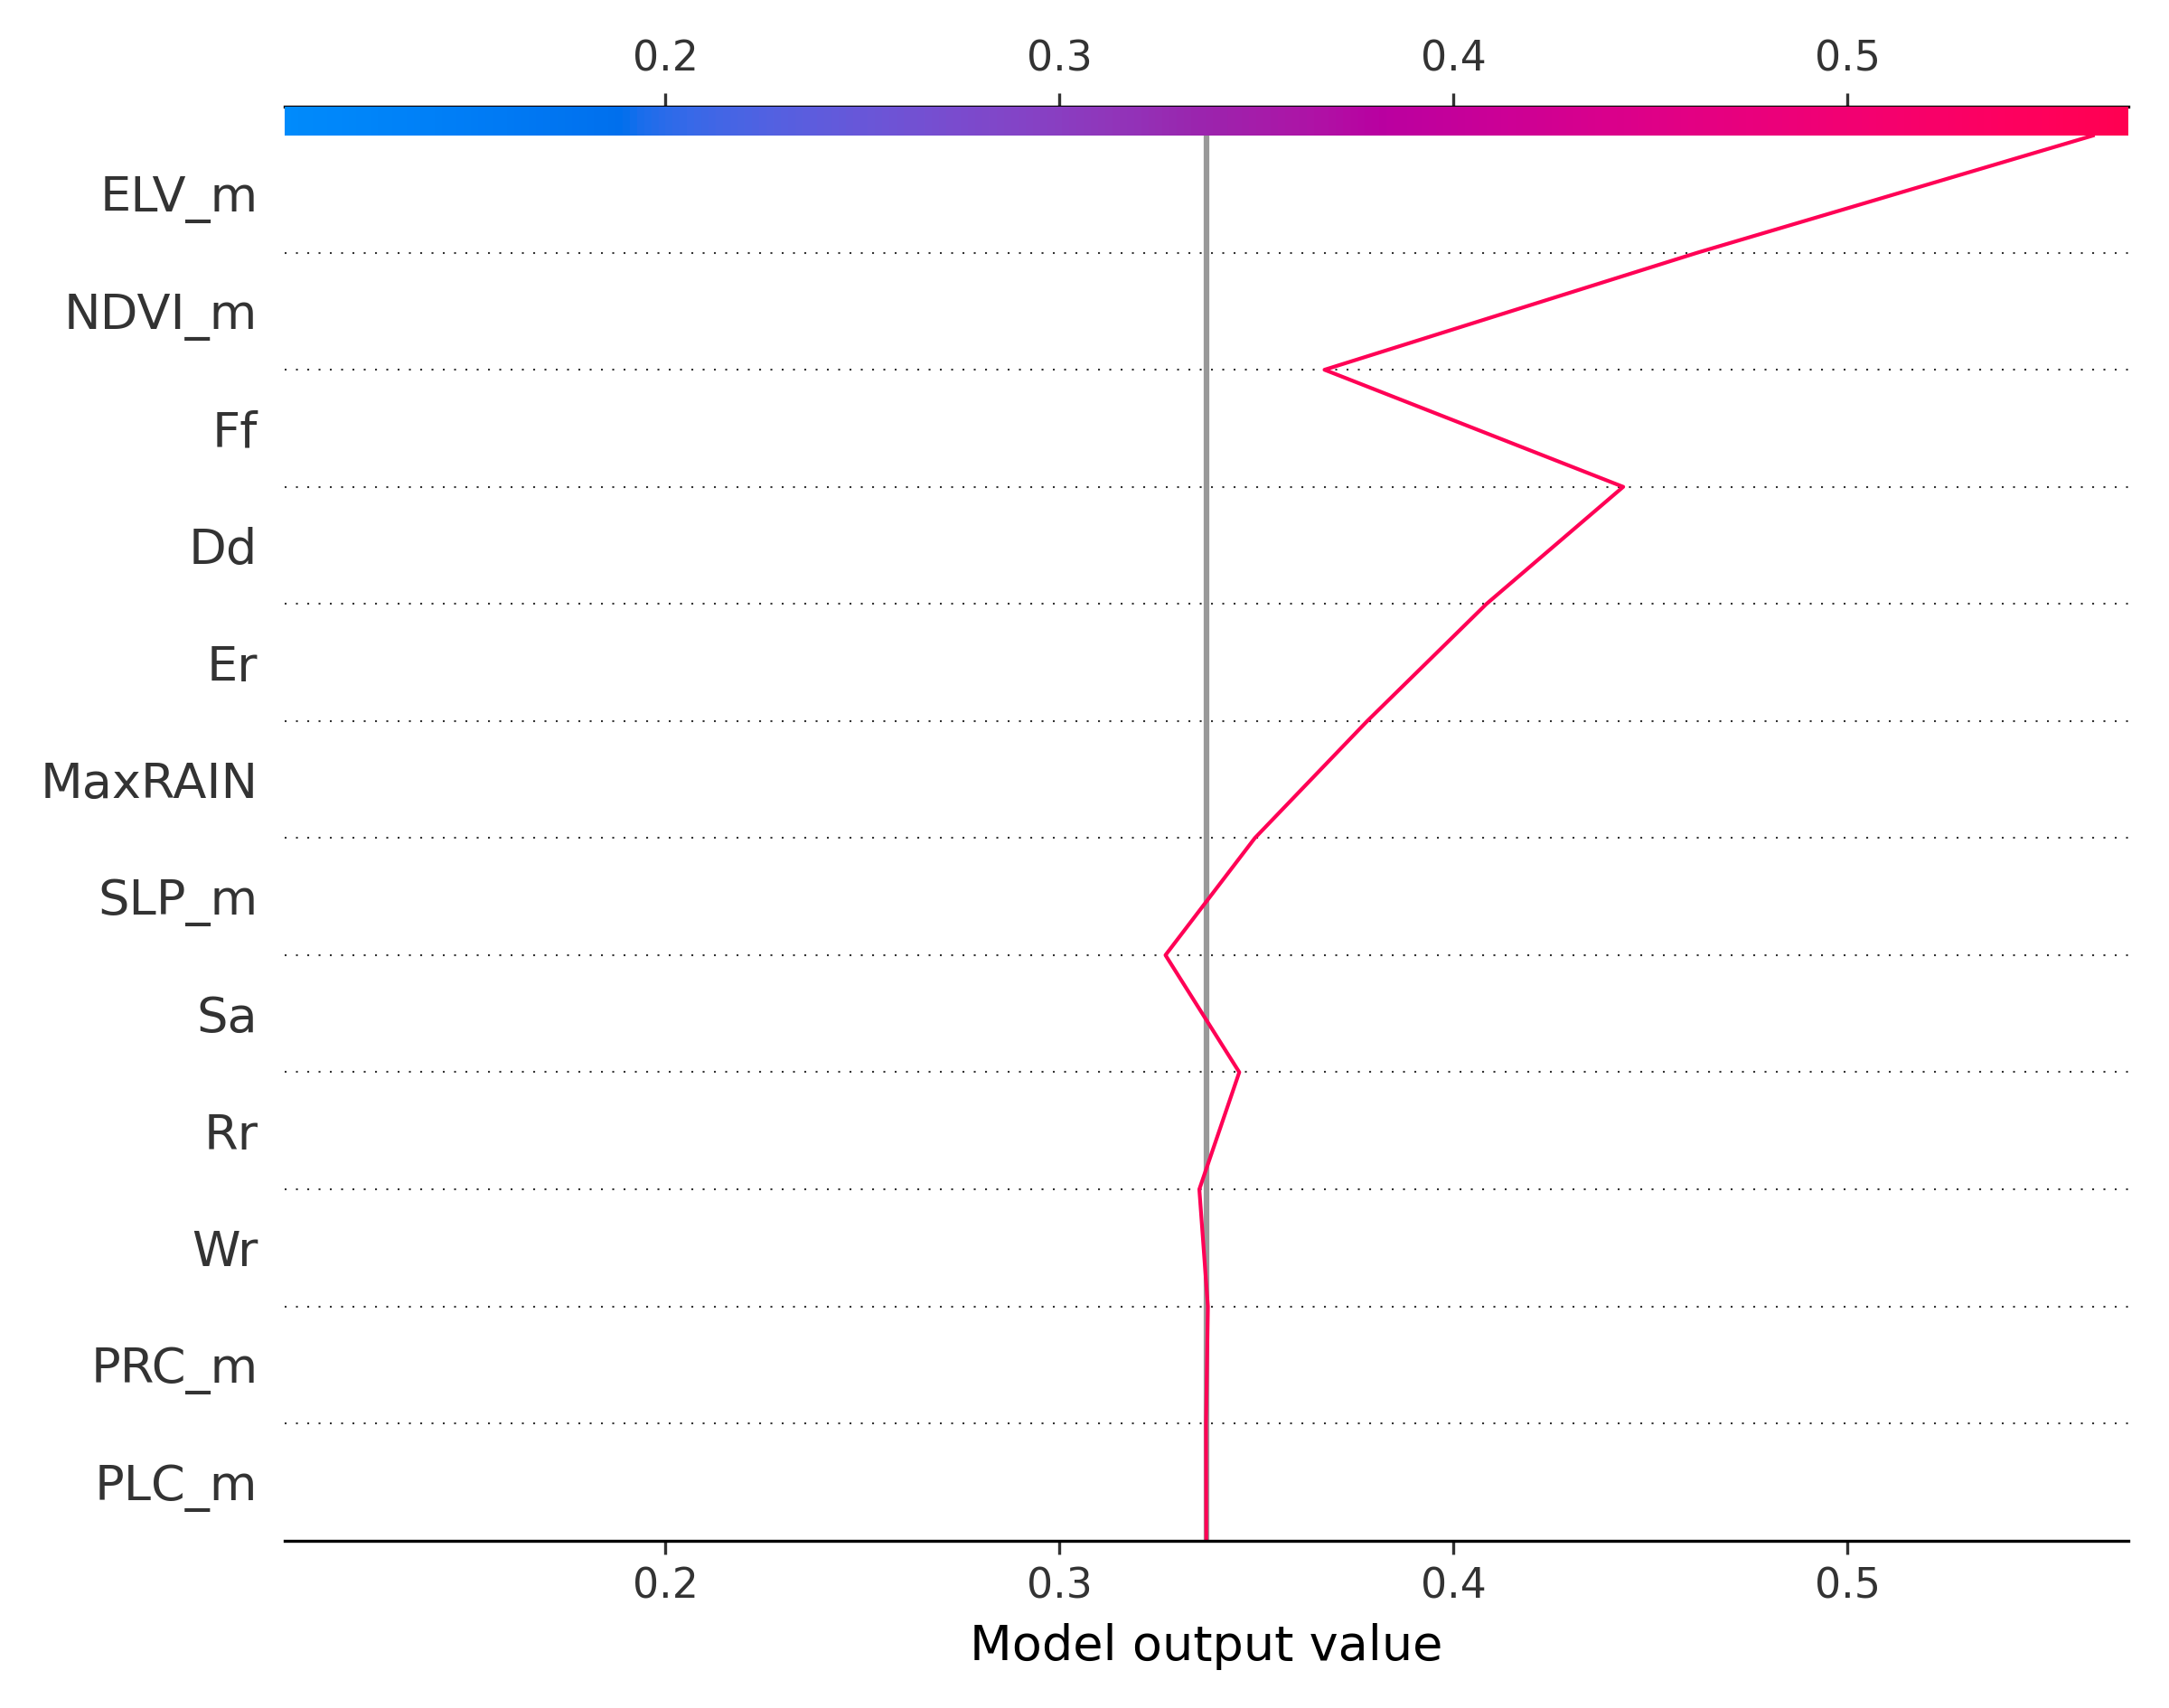 0.2 0.3 0.4 0.5
ELV_m
NDVI_m
Ff
Dd
Er
MaxRAIN
SLP_m
Sa
Rr
Wr
PRC_m
PLC_m
0.2 0.3 0.4 0.5
Model output value